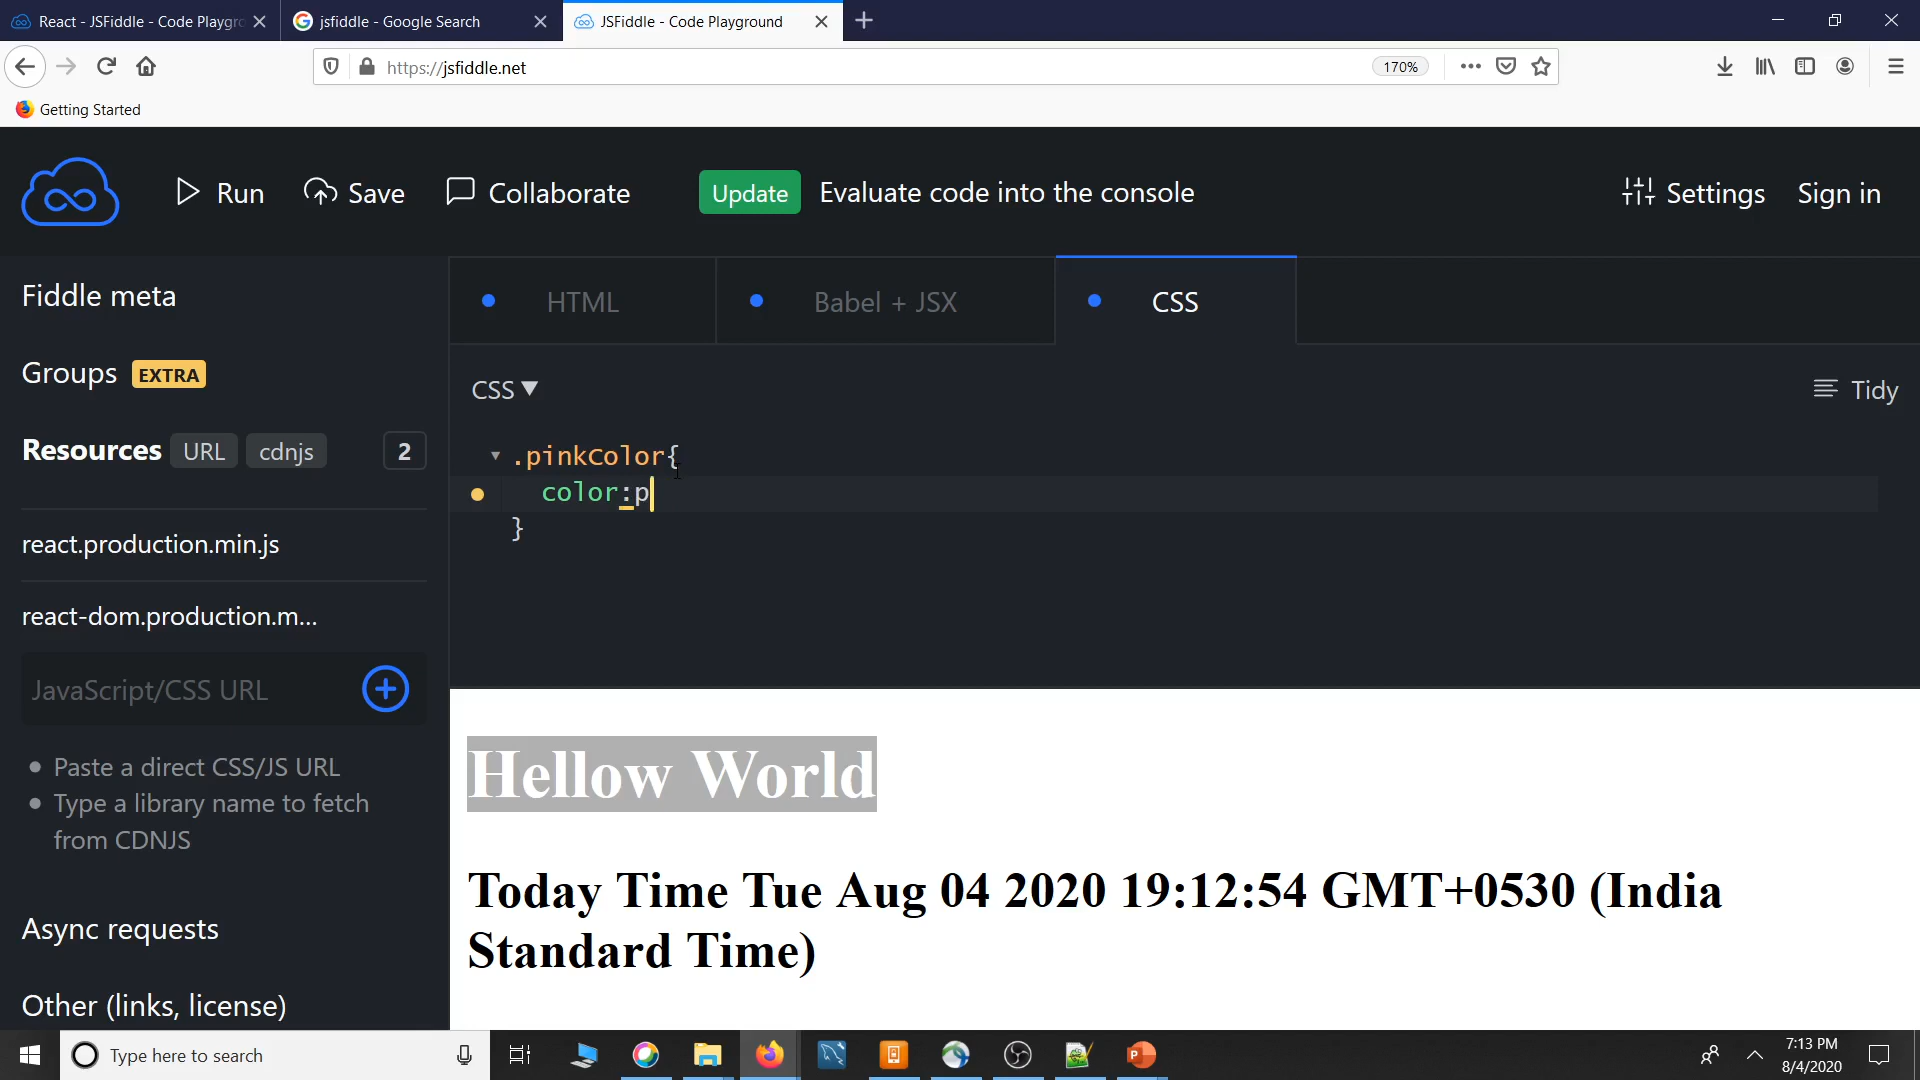 React - JSFiddle - Code Playgro
jsfiddle - Google Search
JSFiddle - Code Playground
https://jsfiddle.net
170%
Getting Started
Run
Save
Collaborate
Update
Evaluate code into the console
Settings
Sign in
Fiddle meta
Groups EXTRA
Resources URL cdnjs 2
react.production.min.js
react-dom.production.m...
JavaScript/CSS URL
Paste a direct CSS/JS URL
Type a library name to fetch
from CDNJS
Async requests
Other (links, license)
HTML
Babel + JSX
CSS
CSS
Tidy
.pinkColor{
color:p
}
Hellow World
Today Time Tue Aug 04 2020 19:12:54 GMT+0530 (India
Standard Time)
Type here to search
7:13 PM
8/4/2020